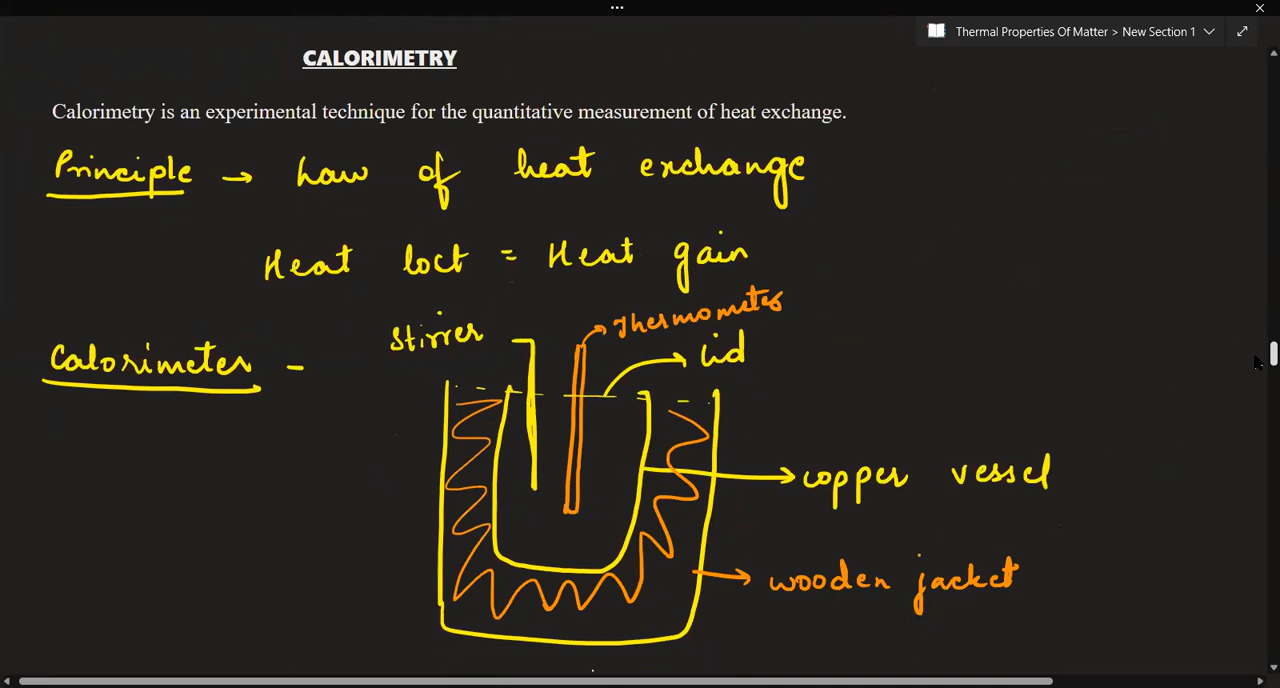 Thermal Properties Of Matter > New Section 1
CALORIMETRY
Calorimetry is an experimental technique for the quantitative measurement of heat exchange.
Principle → Law of heat exchange
Heat loct = Heat gain
Stirrer
Thermometer
Lid
Calorimeter -
copper vessel
wooden jacket